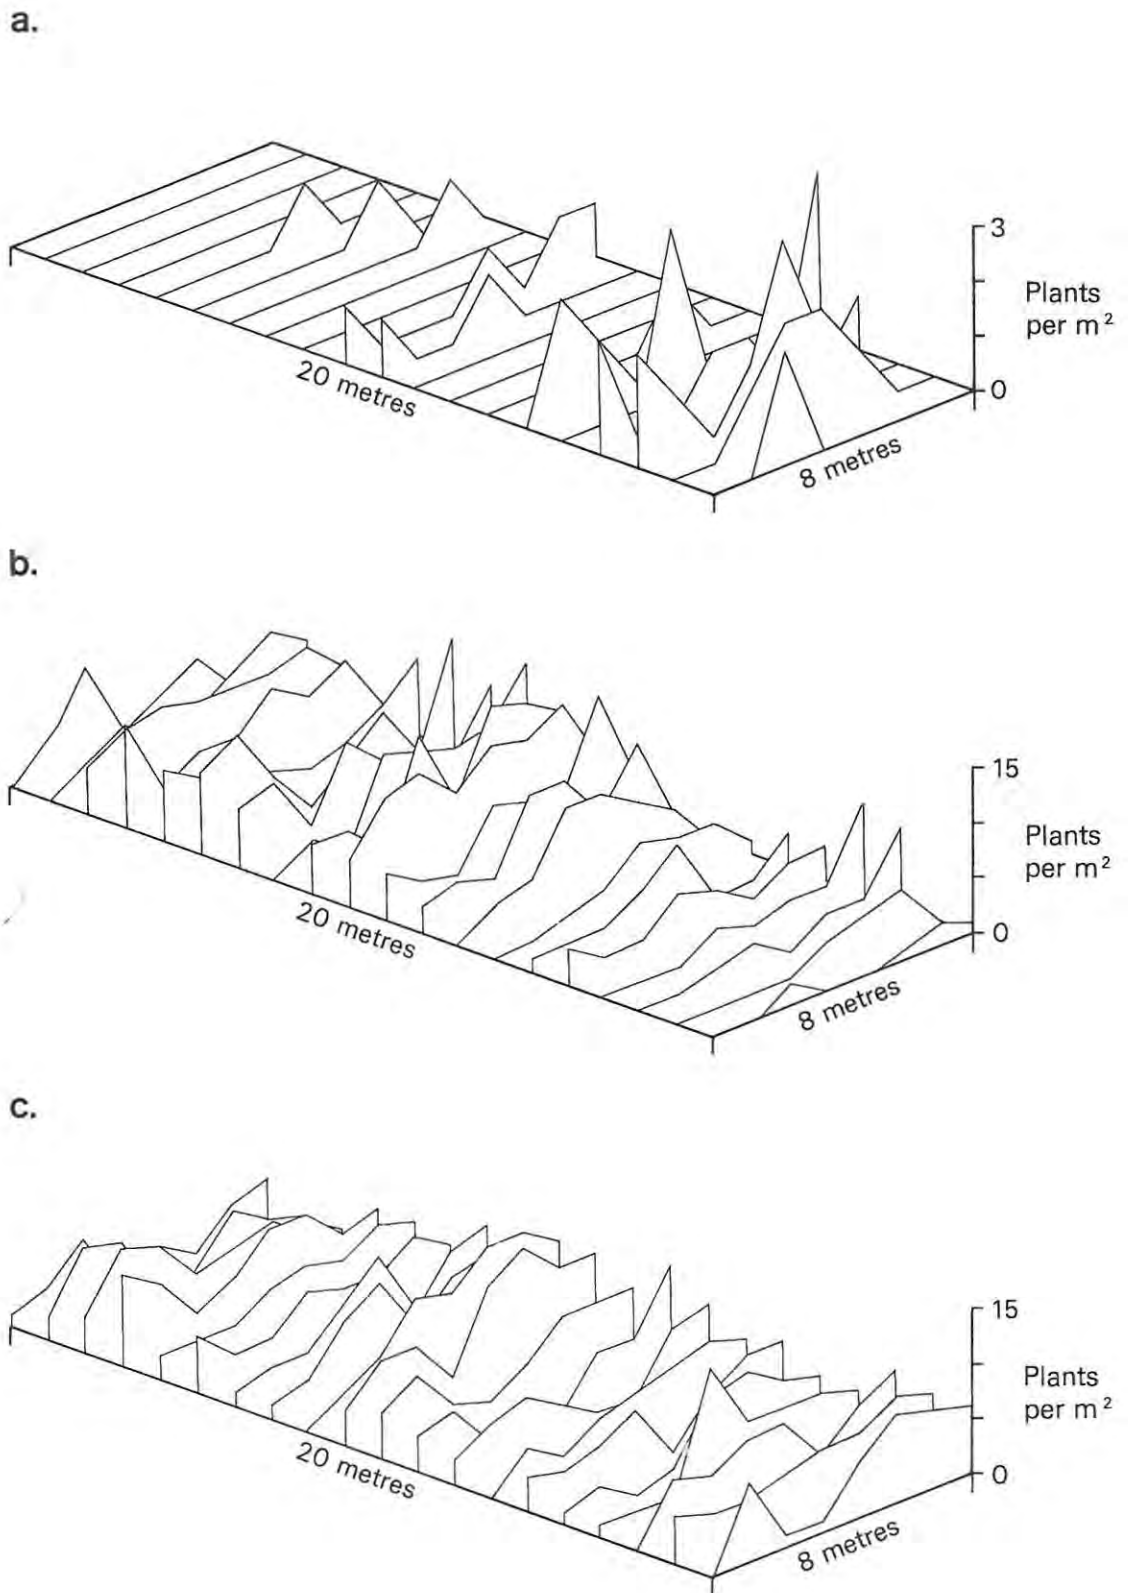 a.
3
Plants
per m²
0
20 metres
8 metres
b.
15
Plants
per m²
0
20 metres
8 metres
c.
15
Plants
per m²
0
20 metres
8 metres